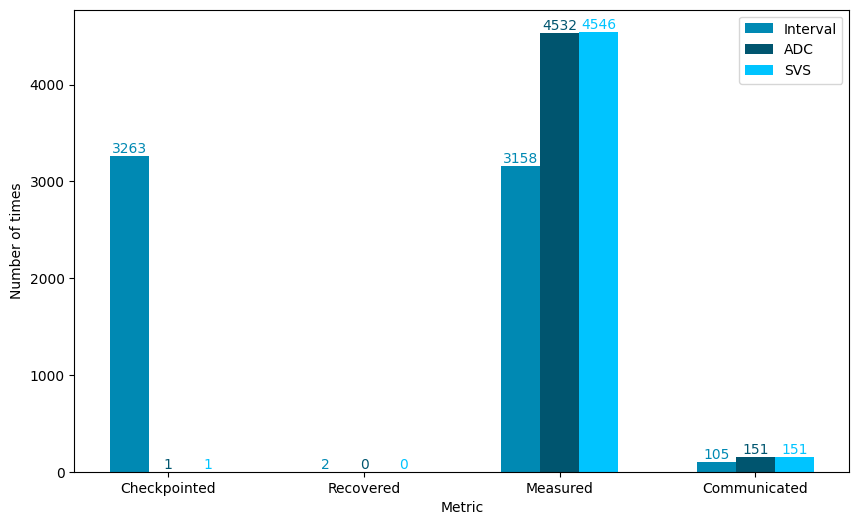 Interval
ADC
SVS
4532 4546
3263
3158
1 1
2 0 0
105 151 151
4000
3000
2000
1000
0
Number of times
Checkpointed Recovered Measured Communicated
Metric